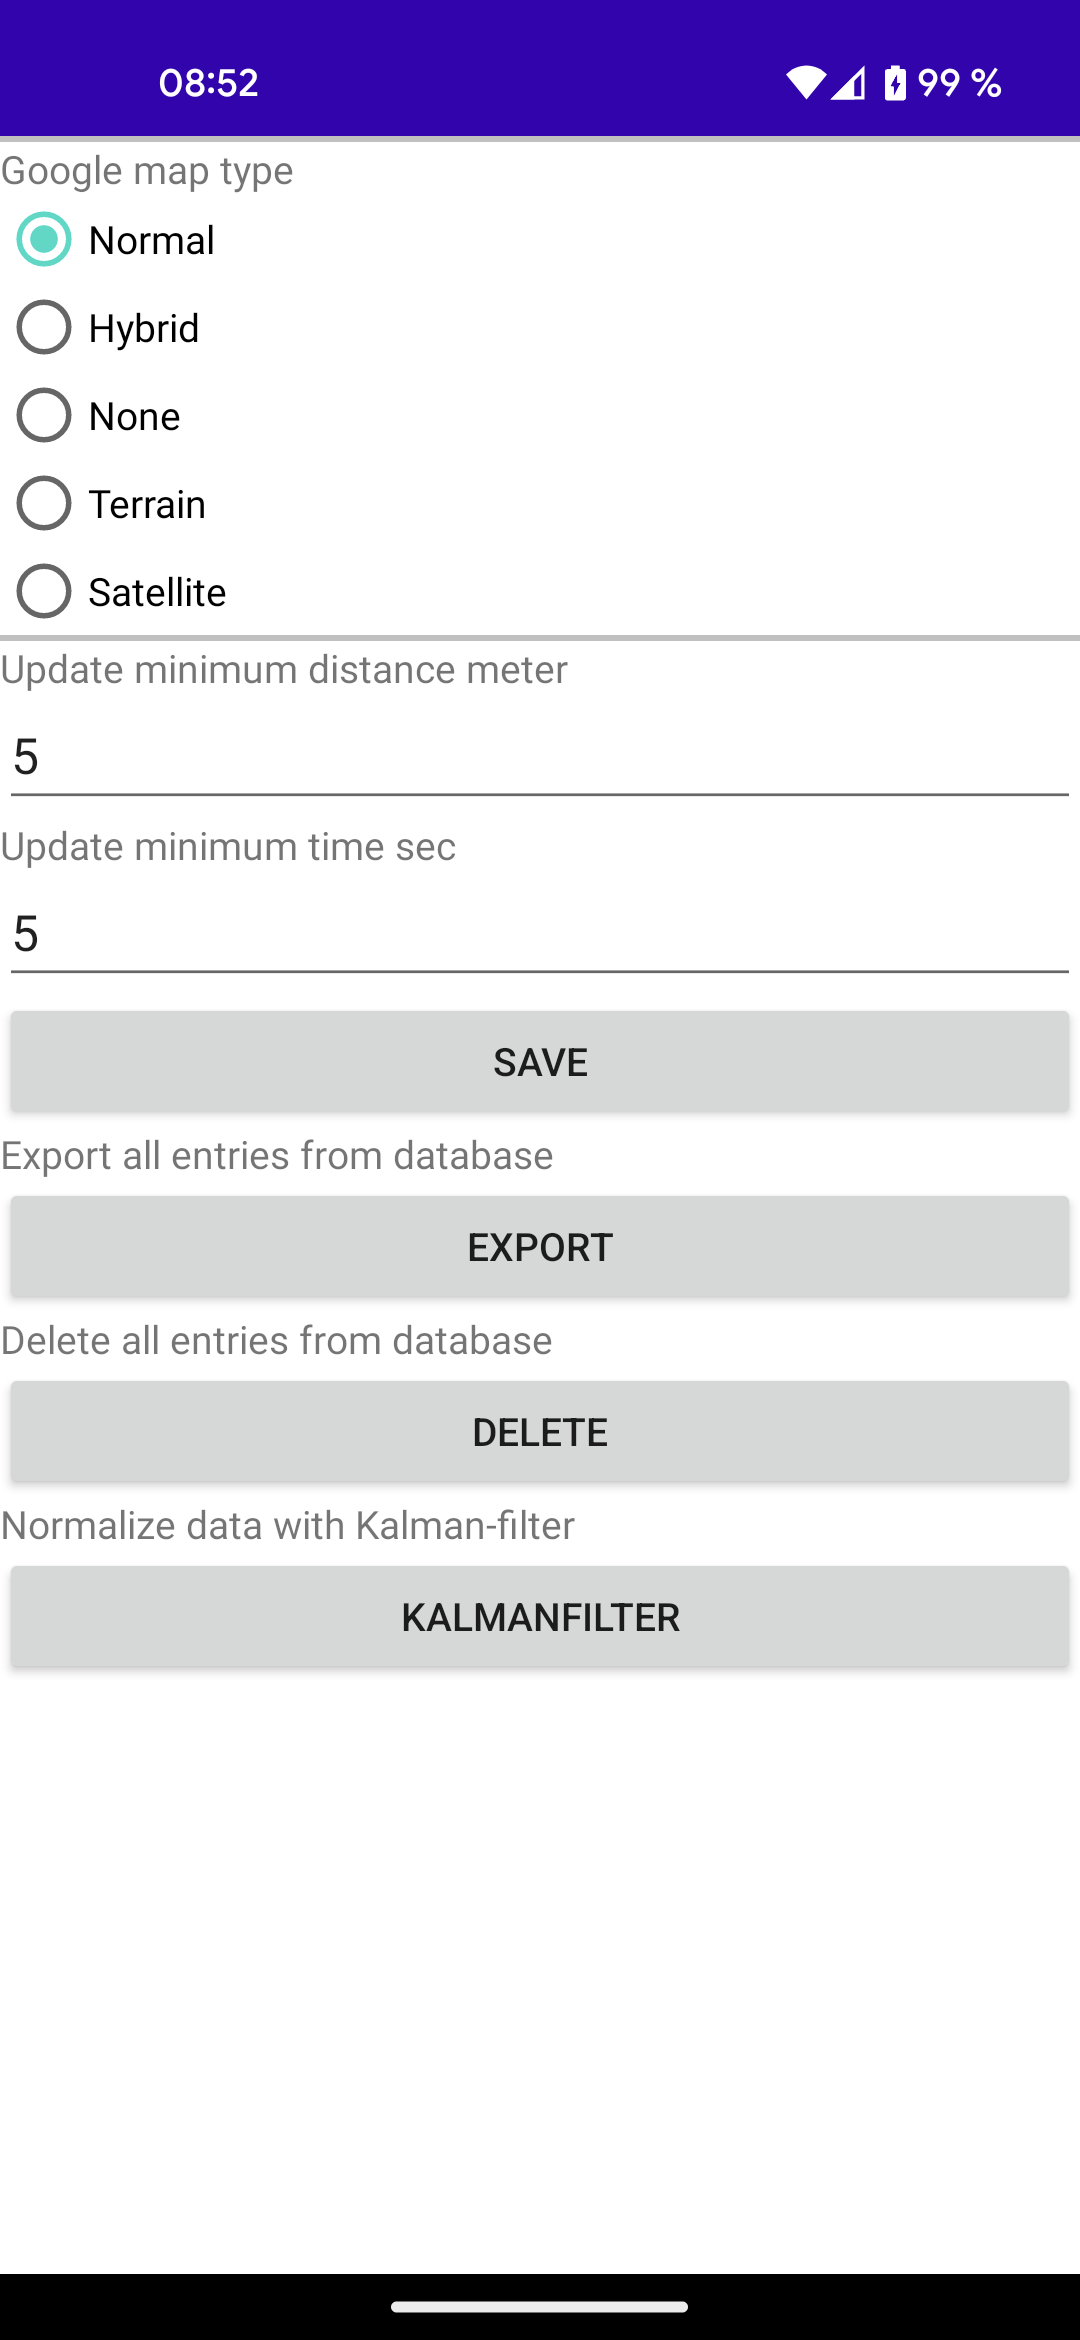 08:52
99 %
Google map type
Normal
Hybrid
None
Terrain
Satellite
Update minimum distance meter
5
Update minimum time sec
5
SAVE
Export all entries from database
EXPORT
Delete all entries from database
DELETE
Normalize data with Kalman-filter
KALMANFILTER